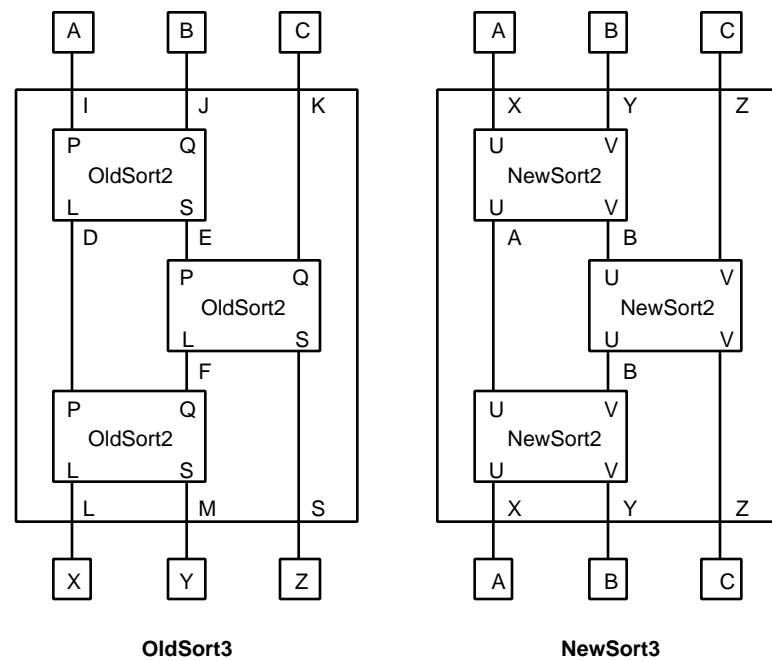 A B C A B C
I J K X Y Z
P Q U V
OldSort2 NewSort2
L S U V
D E A B
P Q U V
OldSort2 NewSort2
L S U V
F B
P Q U V
OldSort2 NewSort2
L S U V
L M S X Y Z
X Y Z A B C
OldSort3 NewSort3